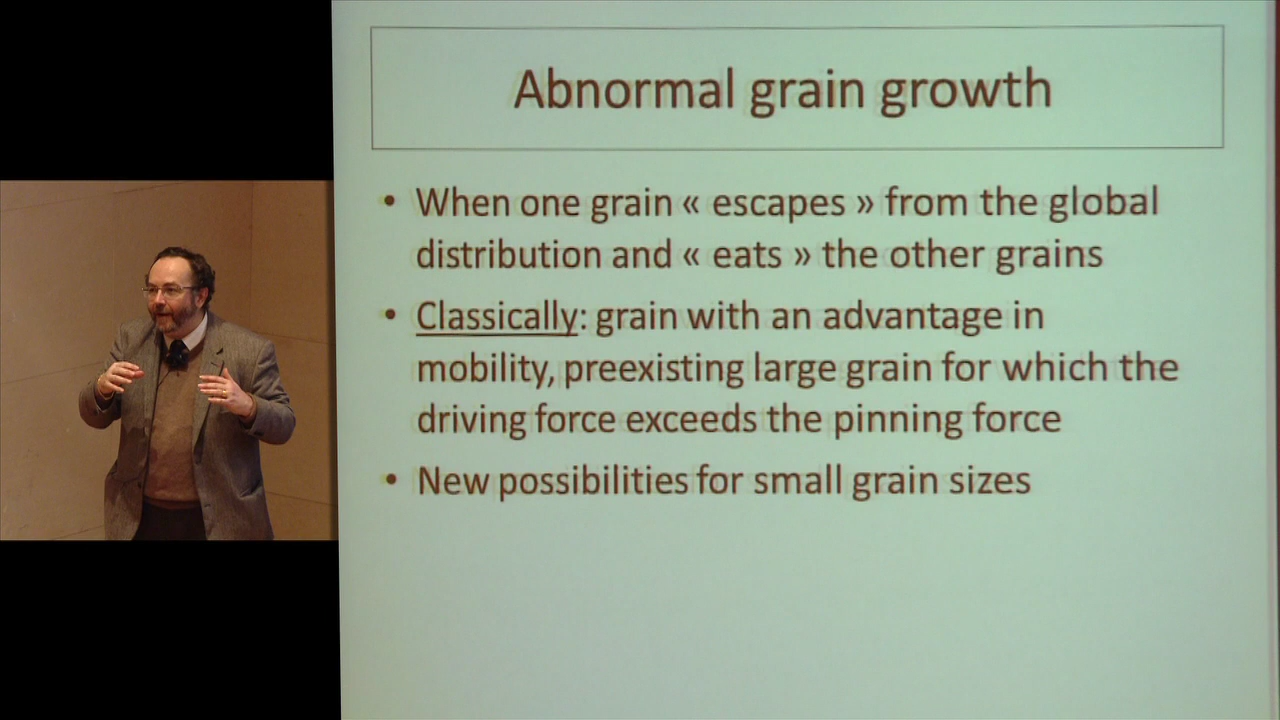 Abnormal grain growth
• When one grain « escapes » from the global
distribution and « eats » the other grains
• Classically: grain with an advantage in
mobility, preexisting large grain for which the
driving force exceeds the pinning force
• New possibilities for small grain sizes